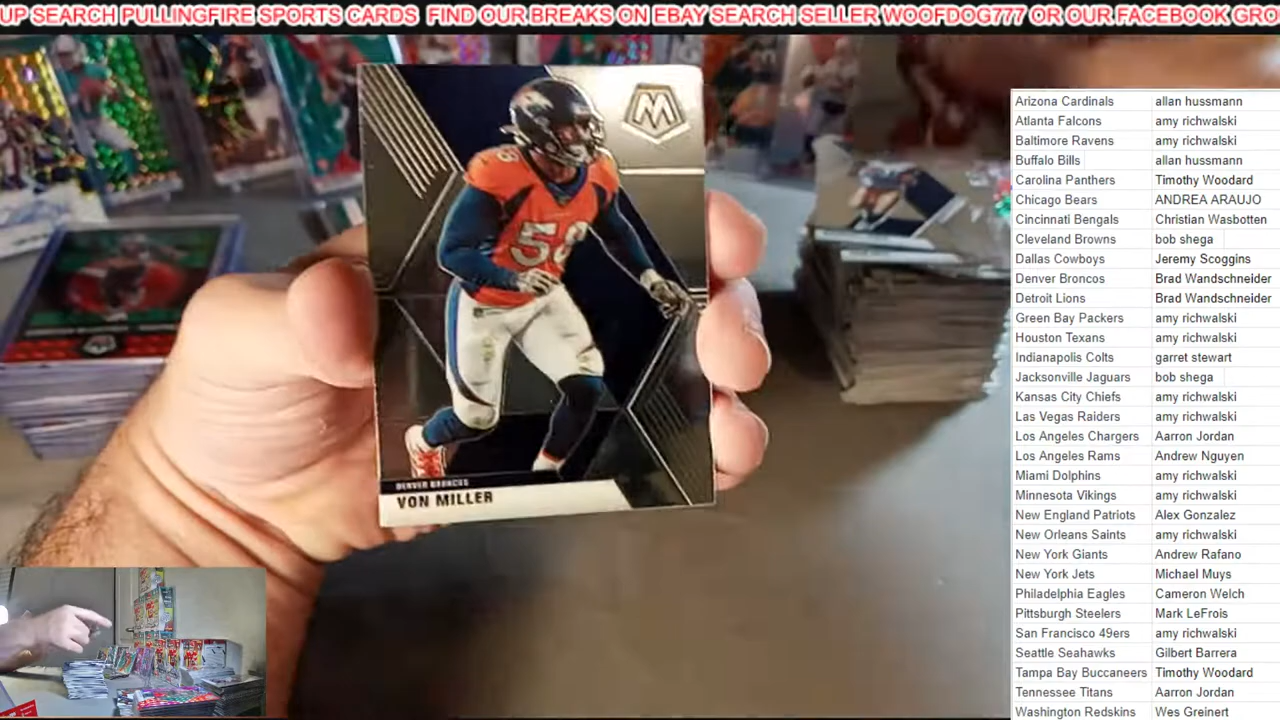 UP SEARCH PULLINGFIRE SPORTS CARDS FIND OUR BREAKS ON EBAY SEARCH SELLER WOOFDOG777 OR OUR FACEBOOK GRO
M
58
DENVER BRONCOS
VON MILLER
Arizona Cardinals allan hussmann
Atlanta Falcons amy richwalski
Baltimore Ravens amy richwalski
Buffalo Bills allan hussmann
Carolina Panthers Timothy Woodard
Chicago Bears ANDREA ARAUJO
Cincinnati Bengals Christian Wasbotten
Cleveland Browns bob shega
Dallas Cowboys Jeremy Scoggins
Denver Broncos Brad Wandschneider
Detroit Lions Brad Wandschneider
Green Bay Packers amy richwalski
Houston Texans amy richwalski
Indianapolis Colts garret stewart
Jacksonville Jaguars bob shega
Kansas City Chiefs amy richwalski
Las Vegas Raiders amy richwalski
Los Angeles Chargers Aarron Jordan
Los Angeles Rams Andrew Nguyen
Miami Dolphins amy richwalski
Minnesota Vikings amy richwalski
New England Patriots Alex Gonzalez
New Orleans Saints amy richwalski
New York Giants Andrew Rafano
New York Jets Michael Muys
Philadelphia Eagles Cameron Welch
Pittsburgh Steelers Mark LeFrois
San Francisco 49ers amy richwalski
Seattle Seahawks Gilbert Barrera
Tampa Bay Buccaneers Timothy Woodard
Tennessee Titans Aarron Jordan
Washington Redskins Wes Greinert